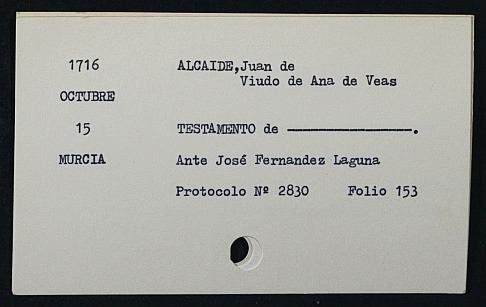 1716 ALCAIDE,Juan de
Viudo de Ana de Veas
OCTUBRE
15 TESTAMENTO de ————————.
MURCIA Ante José Fernandez Laguna
Protocolo Nº 2830 Folio 153